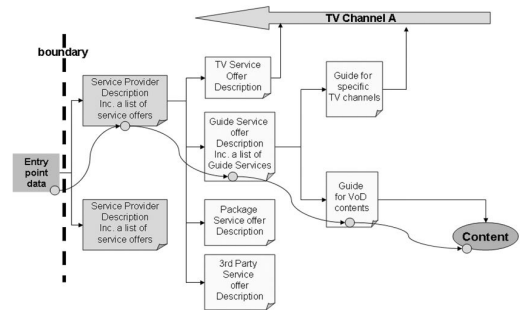 TV Channel A
boundary
Service Provider
Description
Inc. a list of
service offers
TV Service
Offer
Description
Guide for
specific
TV channels
Guide Service
offer
Description
Inc. a list of
Guide Services
Entry
point
data
Guide
for VoD
contents
Service Provider
Description
Inc. a list of
service offers
Package
Service offer
Description
Content
3rd Party
Service
offer
Description